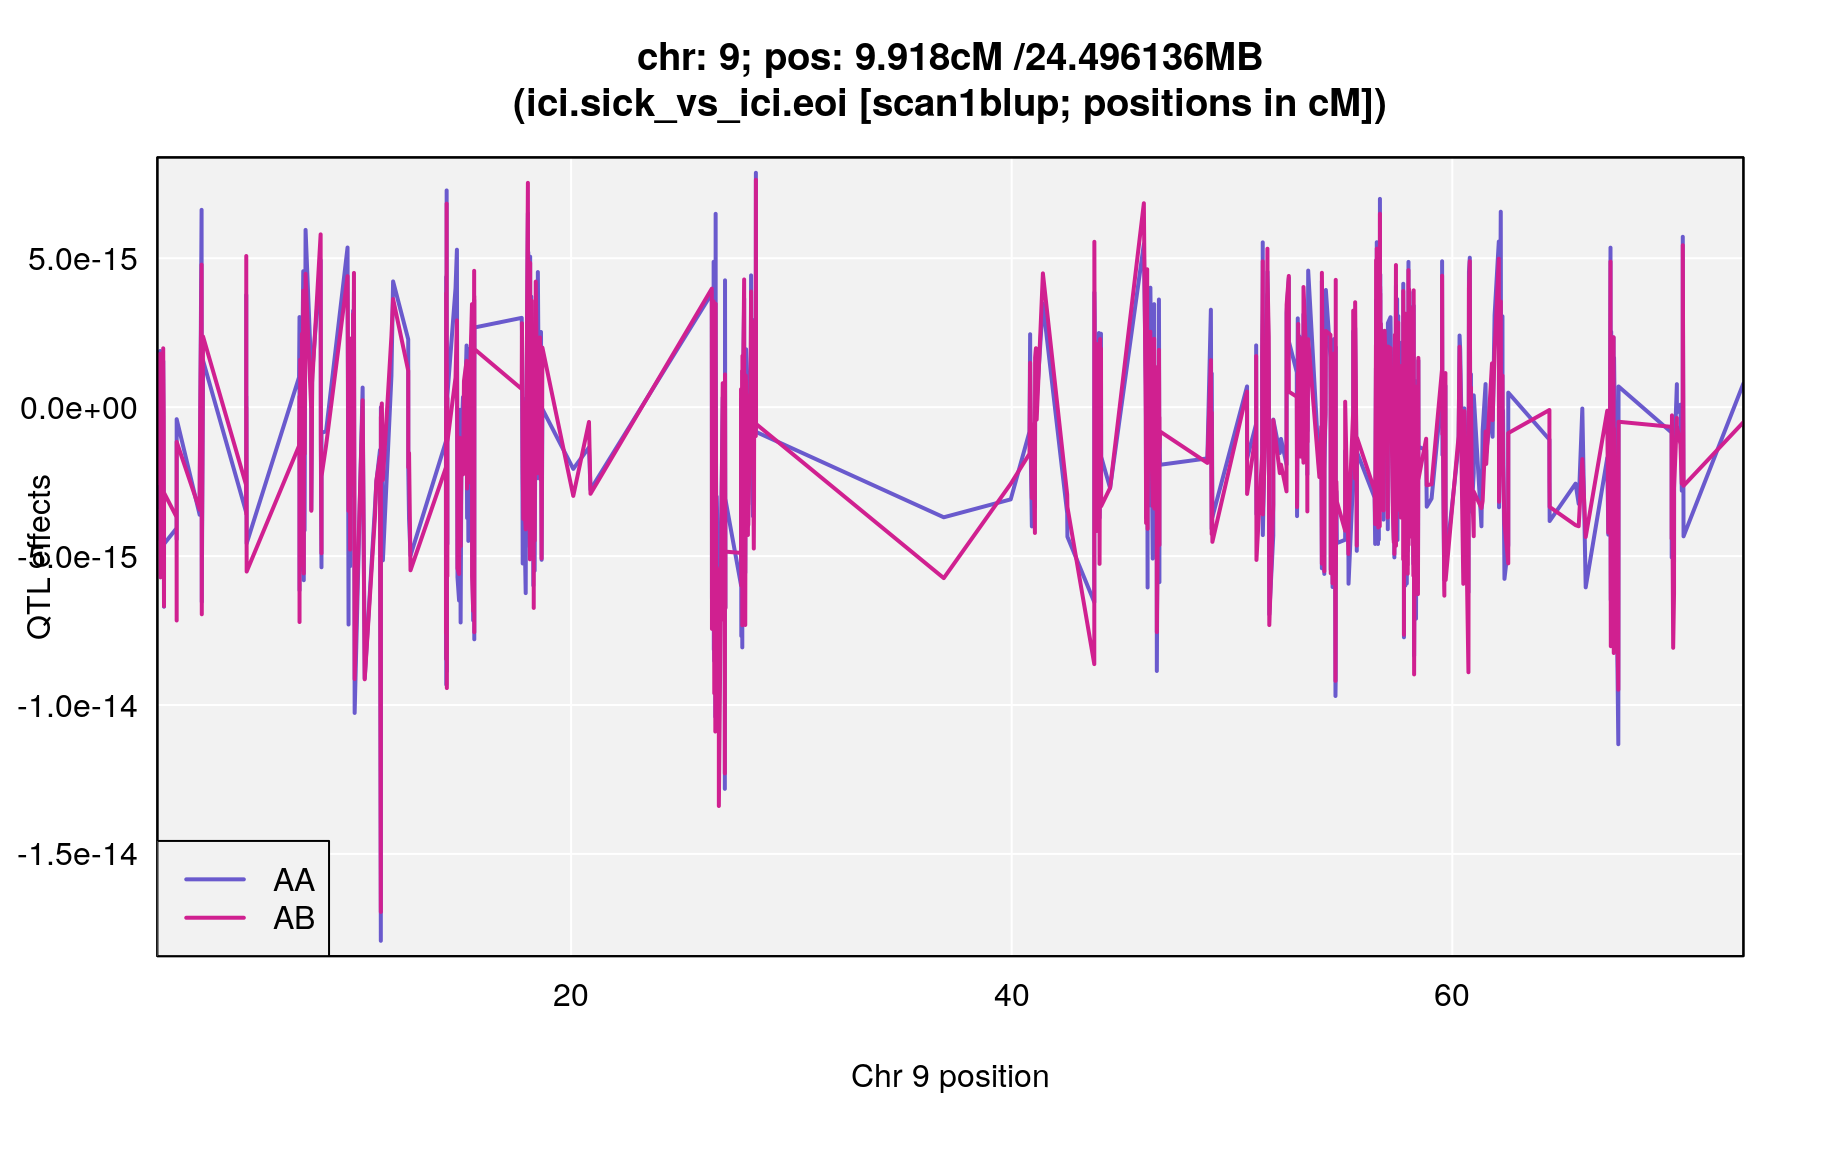 chr: 9; pos: 9.918cM /24.496136MB
(ici.sick_vs_ici.eoi [scan1blup; positions in cM])
QTL effects
5.0e-15
0.0e+00
-5.0e-15
-1.0e-14
-1.5e-14
AA
AB
20 40 60
Chr 9 position